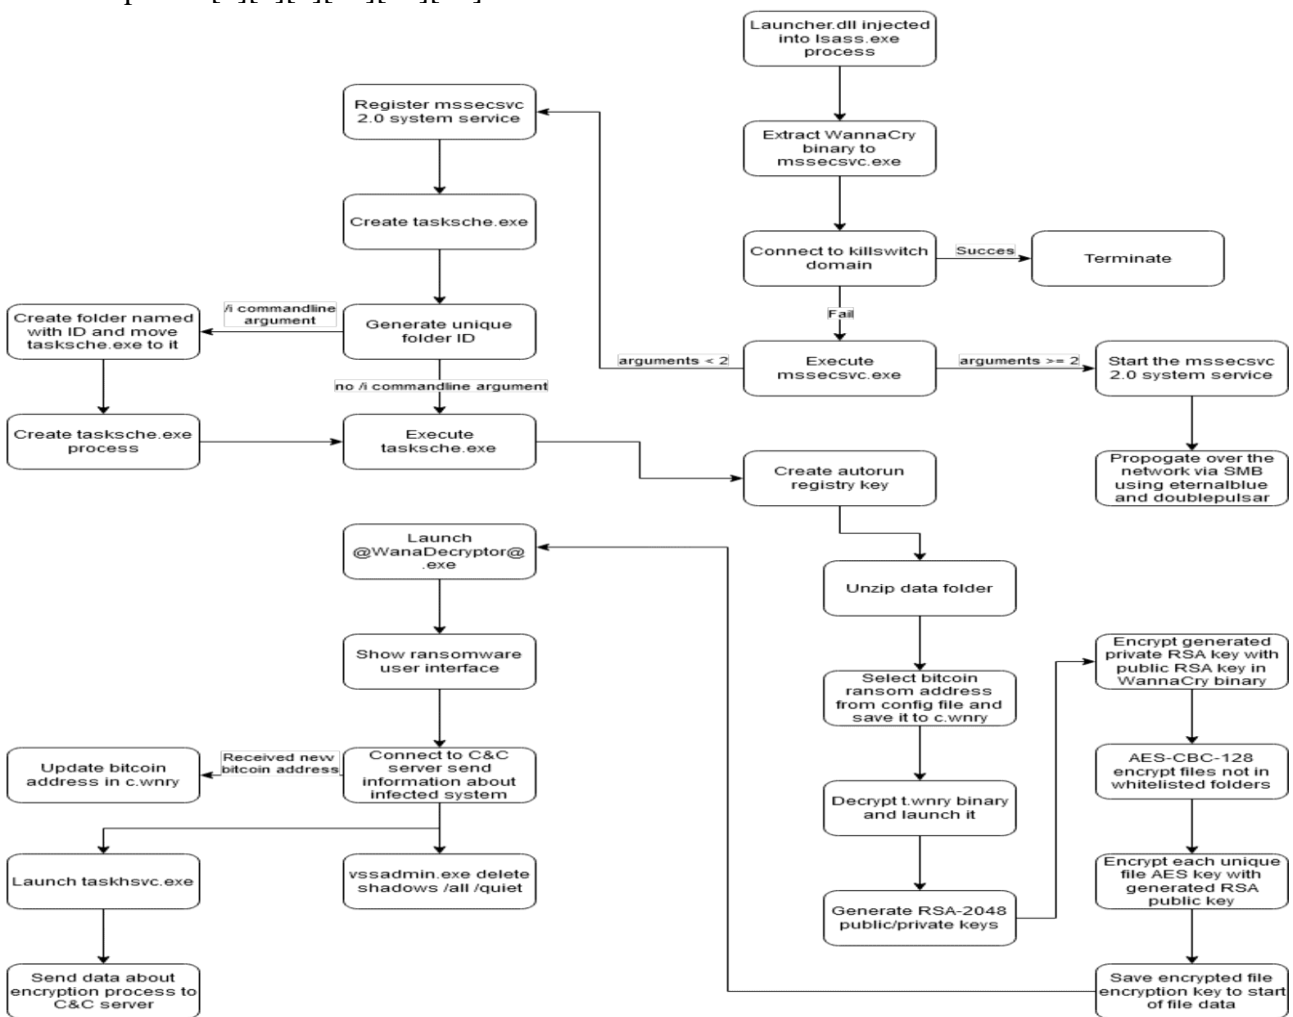 Launcher.dll injected
into lsass.exe
process
Register mssecsvc
2.0 system service
Extract WannaCry
binary to
mssecsvc.exe
Create tasksche.exe
Connect to killswitch
domain
Succes
Terminate
Fail
Create folder named
with ID and move
tasksche.exe to it
/i commandline
argument
Generate unique
folder ID
arguments < 2
Execute
mssecsvc.exe
arguments >= 2
Start the mssecsvc
2.0 system service
no /i commandline argument
Create tasksche.exe
process
Execute
tasksche.exe
Create autorun
registry key
Propogate over the
network via SMB
using eternalblue
and doublepulsar
Launch
@WanaDecryptor@
.exe
Unzip data folder
Show ransomware
user interface
Encrypt generated
private RSA key with
public RSA key in
WannaCry binary
Select bitcoin
ransom address
from config file and
save it to c.wnry
Update bitcoin
address in c.wnry
Received new
bitcoin address
Connect to C&C
server send
information about
infected system
AES-CBC-128
encrypt files not in
whitelisted folders
Decrypt t.wnry binary
and launch it
Launch taskhsvc.exe
vssadmin.exe delete
shadows /all /quiet
Encrypt each unique
file AES key with
generated RSA
public key
Generate RSA-2048
public/private keys
Send data about
encryption process to
C&C server
Save encrypted file
encryption key to start
of file data